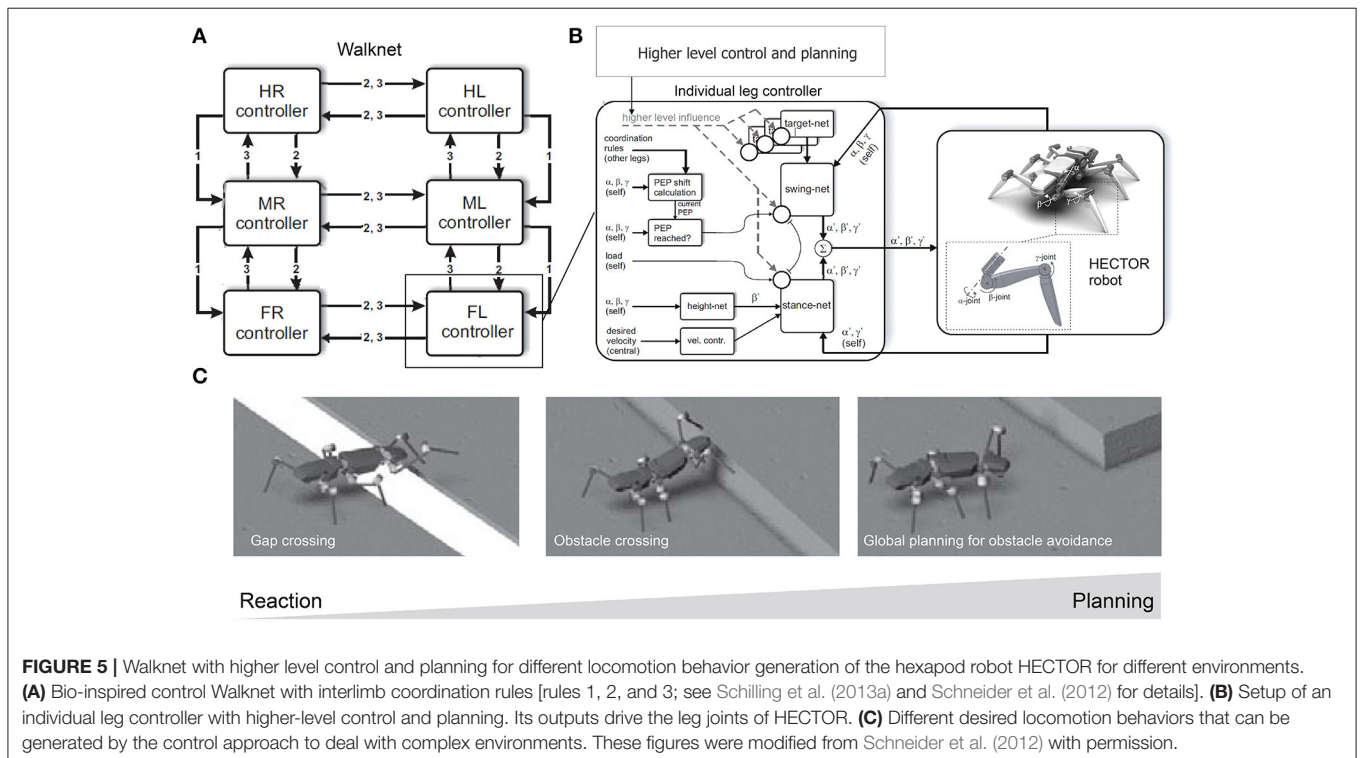 A
Walknet
HR
controller
HL
controller
2, 3
2, 3
1
3
2
3
2
1
MR
controller
ML
controller
2, 3
2, 3
1
3
2
3
2
1
FR
controller
FL
controller
2, 3
2, 3
B
Higher level control and planning
Individual leg controller
higher level influence
target-net
coordination
rules
(other legs)
α, β, γ
(self)
PEP shift
calculation
current
PEP
α, β, γ
(self)
PEP
reached?
load
(self)
α, β, γ
(self)
height-net
β'
desired
velocity
(central)
vel. contr.
swing-net
α, β, γ
(self)
α', β', γ'
Σ
α', β', γ'
α', β', γ'
stance-net
α', γ'
(self)
α
β
γ
γ-joint
α-joint
β-joint
HECTOR
robot
C
Gap crossing
Obstacle crossing
Global planning for obstacle avoidance
Reaction
Planning
FIGURE 5 | Walknet with higher level control and planning for different locomotion behavior generation of the hexapod robot HECTOR for different environments.
(A) Bio-inspired control Walknet with interlimb coordination rules [rules 1, 2, and 3; see Schilling et al. (2013a) and Schneider et al. (2012) for details]. (B) Setup of an
individual leg controller with higher-level control and planning. Its outputs drive the leg joints of HECTOR. (C) Different desired locomotion behaviors that can be
generated by the control approach to deal with complex environments. These figures were modified from Schneider et al. (2012) with permission.